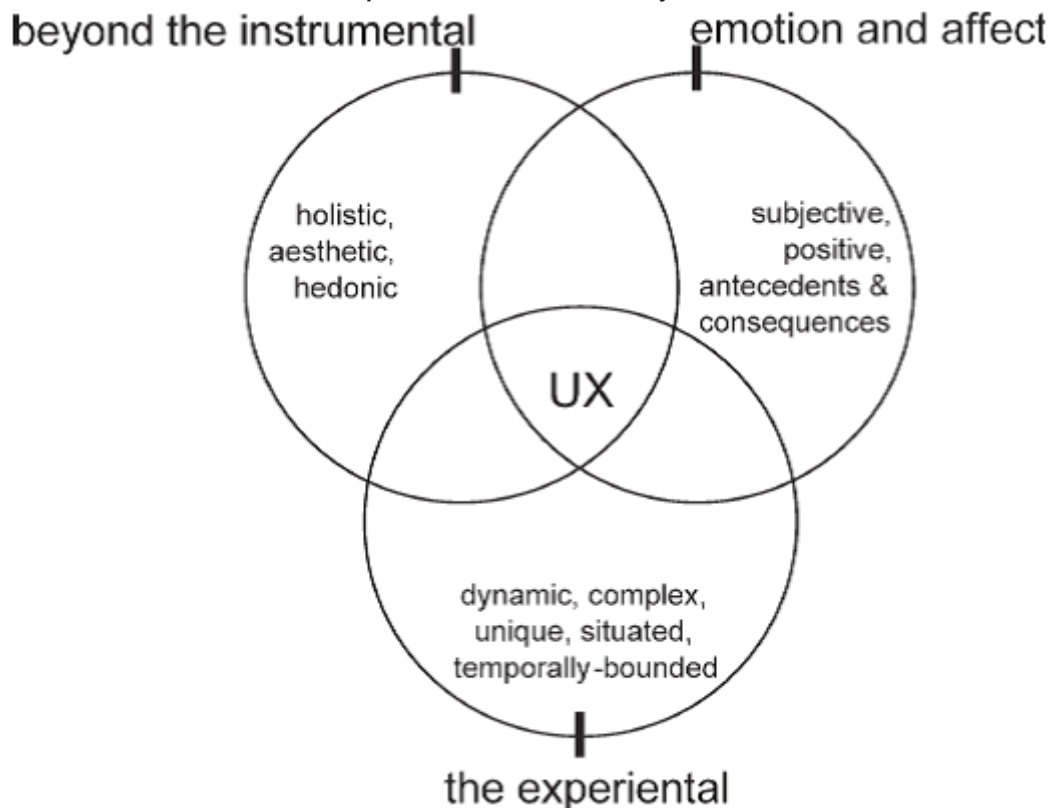 beyond the instrumental
emotion and affect
holistic,
aesthetic,
hedonic
subjective,
positive,
antecedents &
consequences
UX
dynamic, complex,
unique, situated,
temporally-bounded
the experiental